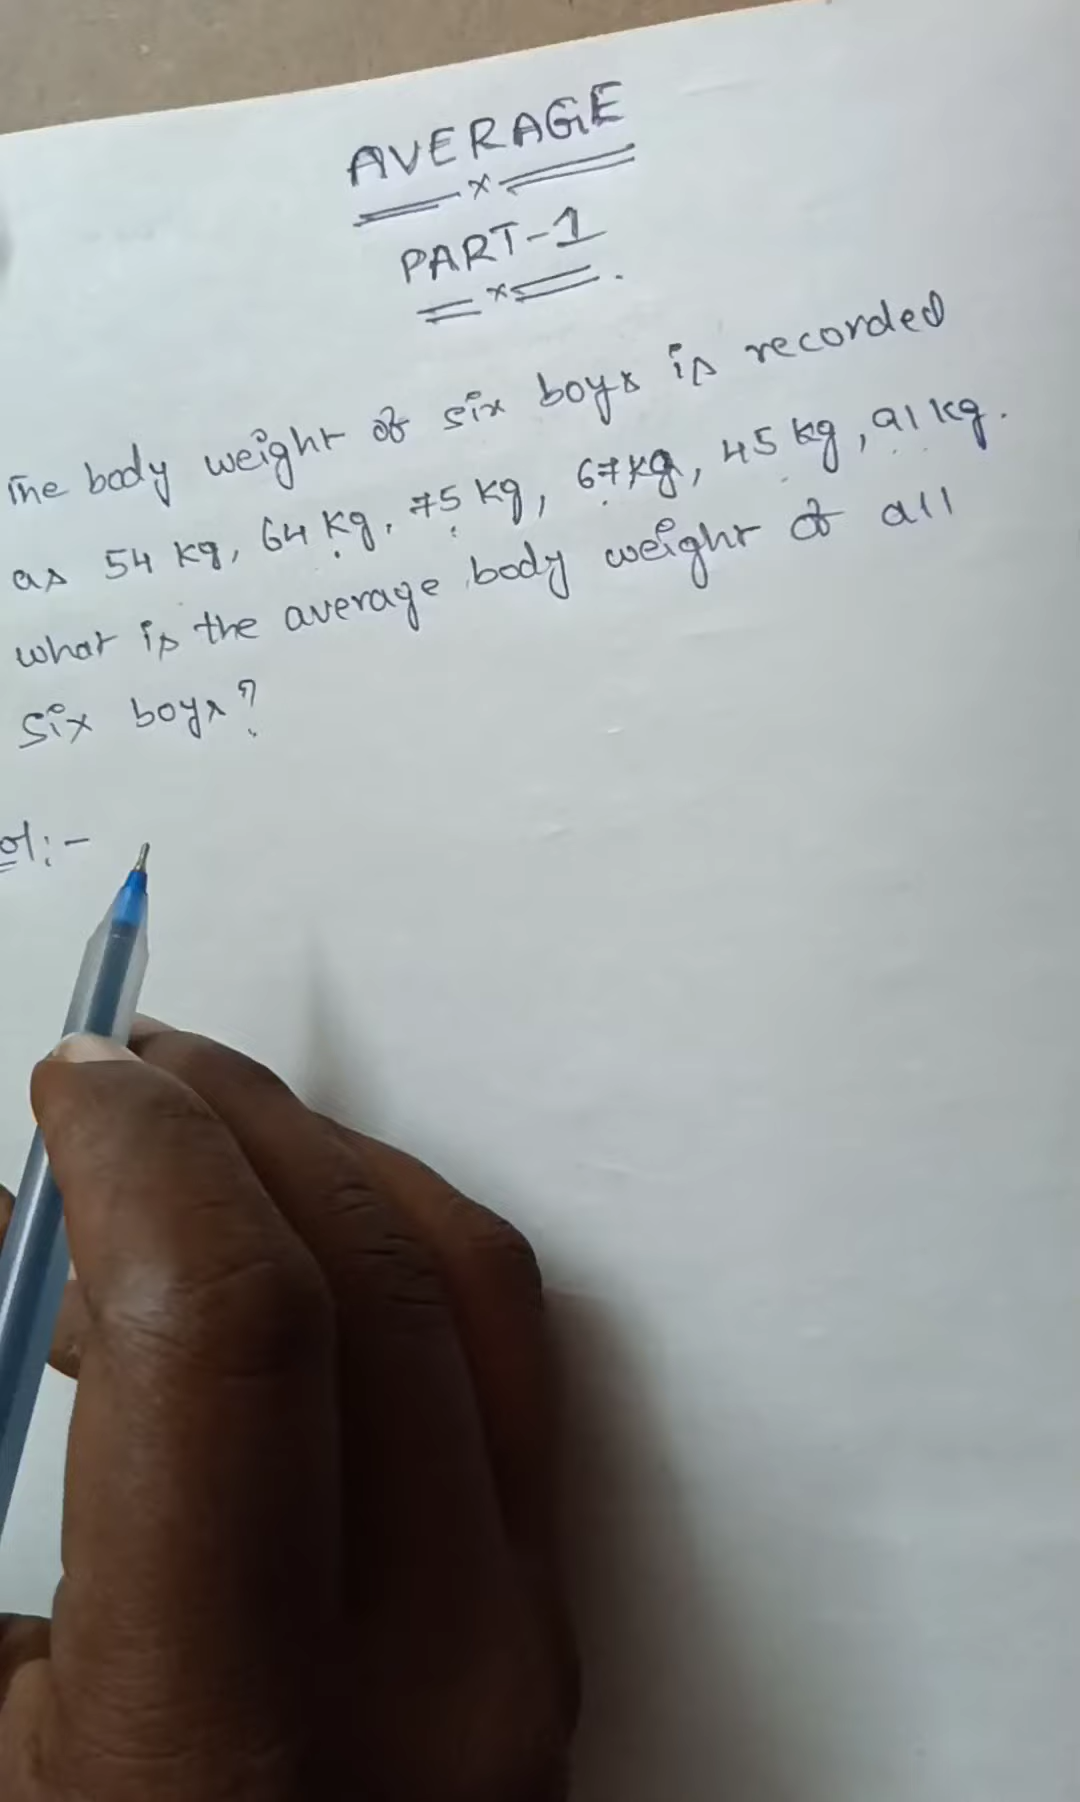 AVERAGE
PART-1
The body weight of six boys is recorded
as 54 kg, 64 kg, 75 kg, 67 kg, 45 kg, 91 kg.
what is the average body weight of all
six boys?
ol:-